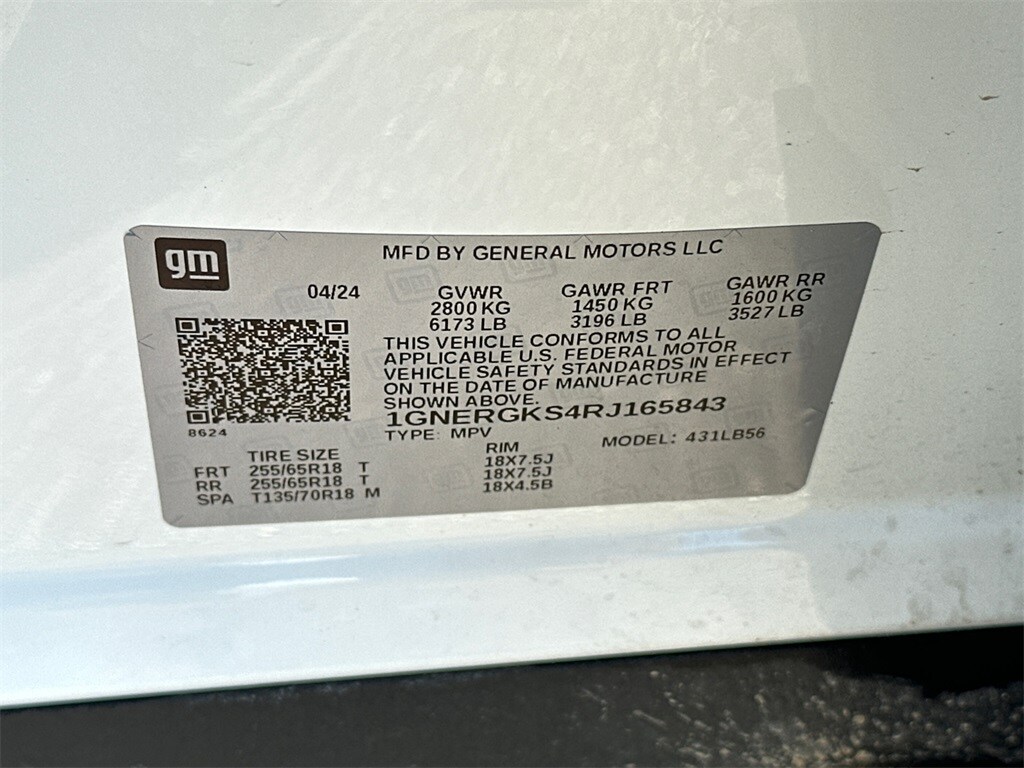 gm
MFD BY GENERAL MOTORS LLC
04/24
GVWR GAWR FRT GAWR RR
2800 KG 1450 KG 1600 KG
6173 LB 3196 LB 3527 LB
THIS VEHICLE CONFORMS TO ALL
APPLICABLE U.S. FEDERAL MOTOR
VEHICLE SAFETY STANDARDS IN EFFECT
ON THE DATE OF MANUFACTURE
SHOWN ABOVE.
1GNERGKS4RJ165843
8624
TYPE: MPV MODEL: 431LB56
TIRE SIZE RIM
FRT 255/65R18 T 18X7.5J
RR 255/65R18 T 18X7.5J
SPA T135/70R18 M 18X4.5B